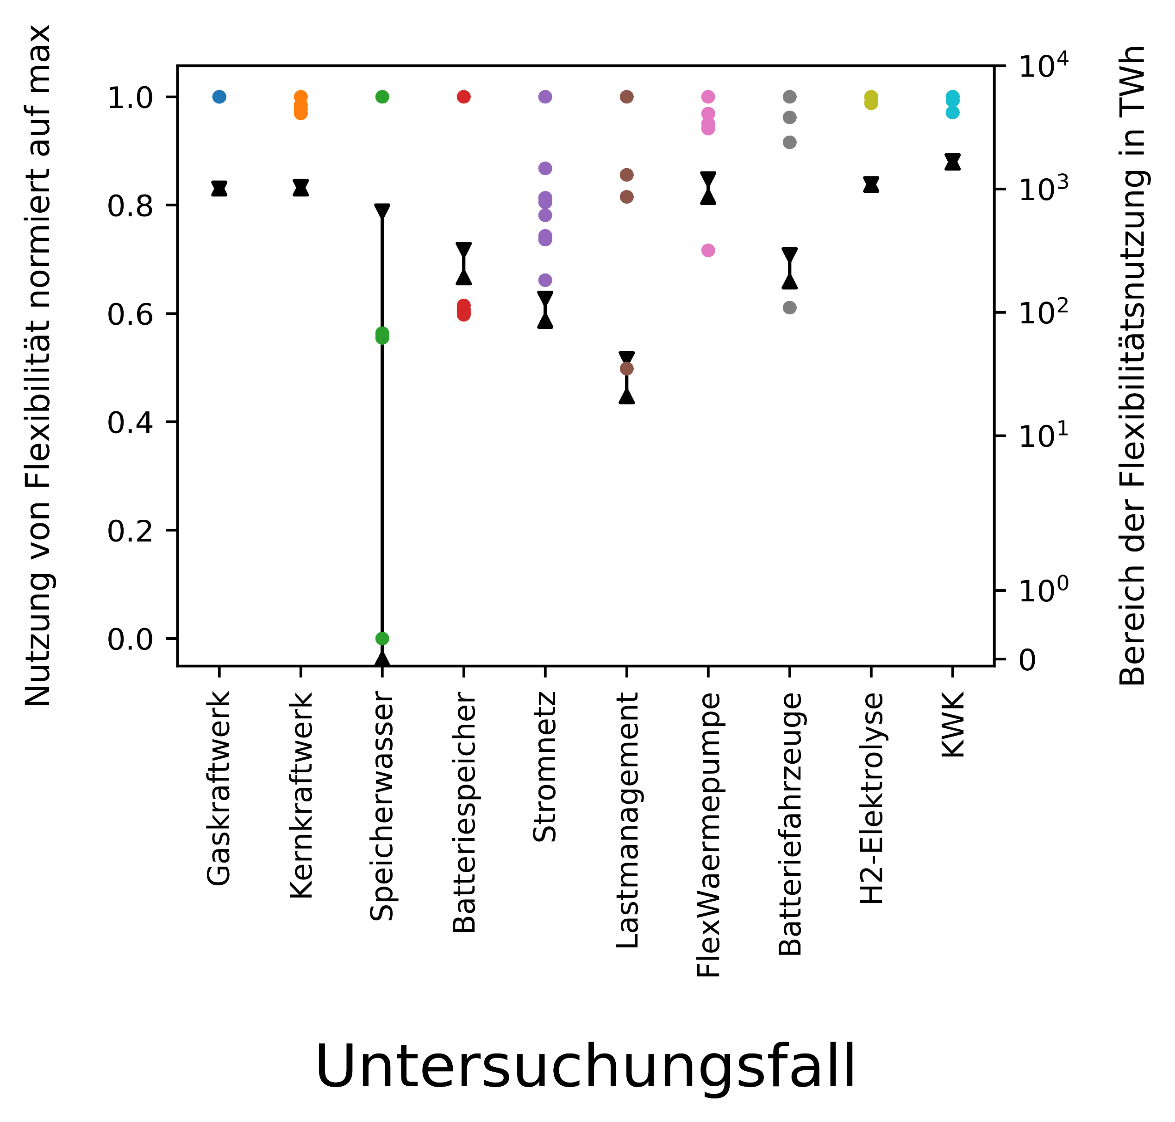 Nutzung von Flexibilität normiert auf max
1.0
0.8
0.6
0.4
0.2
0.0
10⁴
10³
10²
10¹
10⁰
0
Bereich der Flexibilitätsnutzung in TWh
Gaskraftwerk
Kernkraftwerk
Speicherwasser
Batteriespeicher
Stromnetz
Lastmanagement
FlexWaermepumpe
Batteriefahrzeuge
H2-Elektrolyse
KWK
Untersuchungsfall